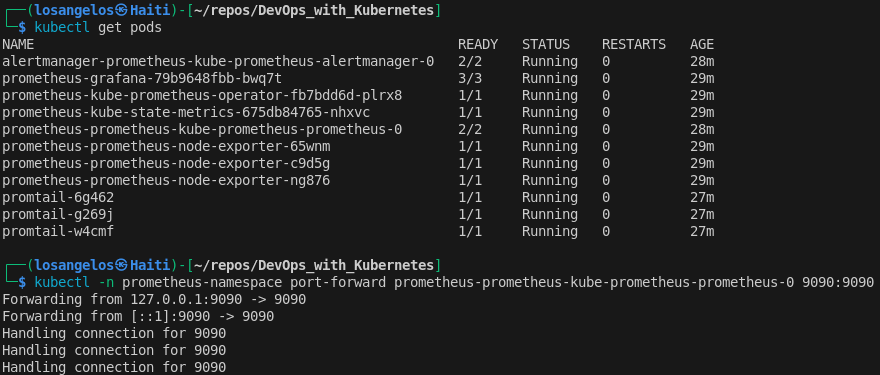 ┌──(losangelos㉿Haiti)-[~/repos/DevOps_with_Kubernetes]
└─$ kubectl get pods
NAME READY STATUS RESTARTS AGE
alertmanager-prometheus-kube-prometheus-alertmanager-0 2/2 Running 0 28m
prometheus-grafana-79b9648fbb-bwq7t 3/3 Running 0 29m
prometheus-kube-prometheus-operator-fb7bdd6d-plrx8 1/1 Running 0 29m
prometheus-kube-state-metrics-675db84765-nhxvc 1/1 Running 0 29m
prometheus-prometheus-kube-prometheus-prometheus-0 2/2 Running 0 28m
prometheus-prometheus-node-exporter-65wnm 1/1 Running 0 29m
prometheus-prometheus-node-exporter-c9d5g 1/1 Running 0 29m
prometheus-prometheus-node-exporter-ng876 1/1 Running 0 29m
promtail-6g462 1/1 Running 0 27m
promtail-g269j 1/1 Running 0 27m
promtail-w4cmf 1/1 Running 0 27m
┌──(losangelos㉿Haiti)-[~/repos/DevOps_with_Kubernetes]
└─$ kubectl -n prometheus-namespace port-forward prometheus-prometheus-kube-prometheus-prometheus-0 9090:9090
Forwarding from 127.0.0.1:9090 -> 9090
Forwarding from [::1]:9090 -> 9090
Handling connection for 9090
Handling connection for 9090
Handling connection for 9090